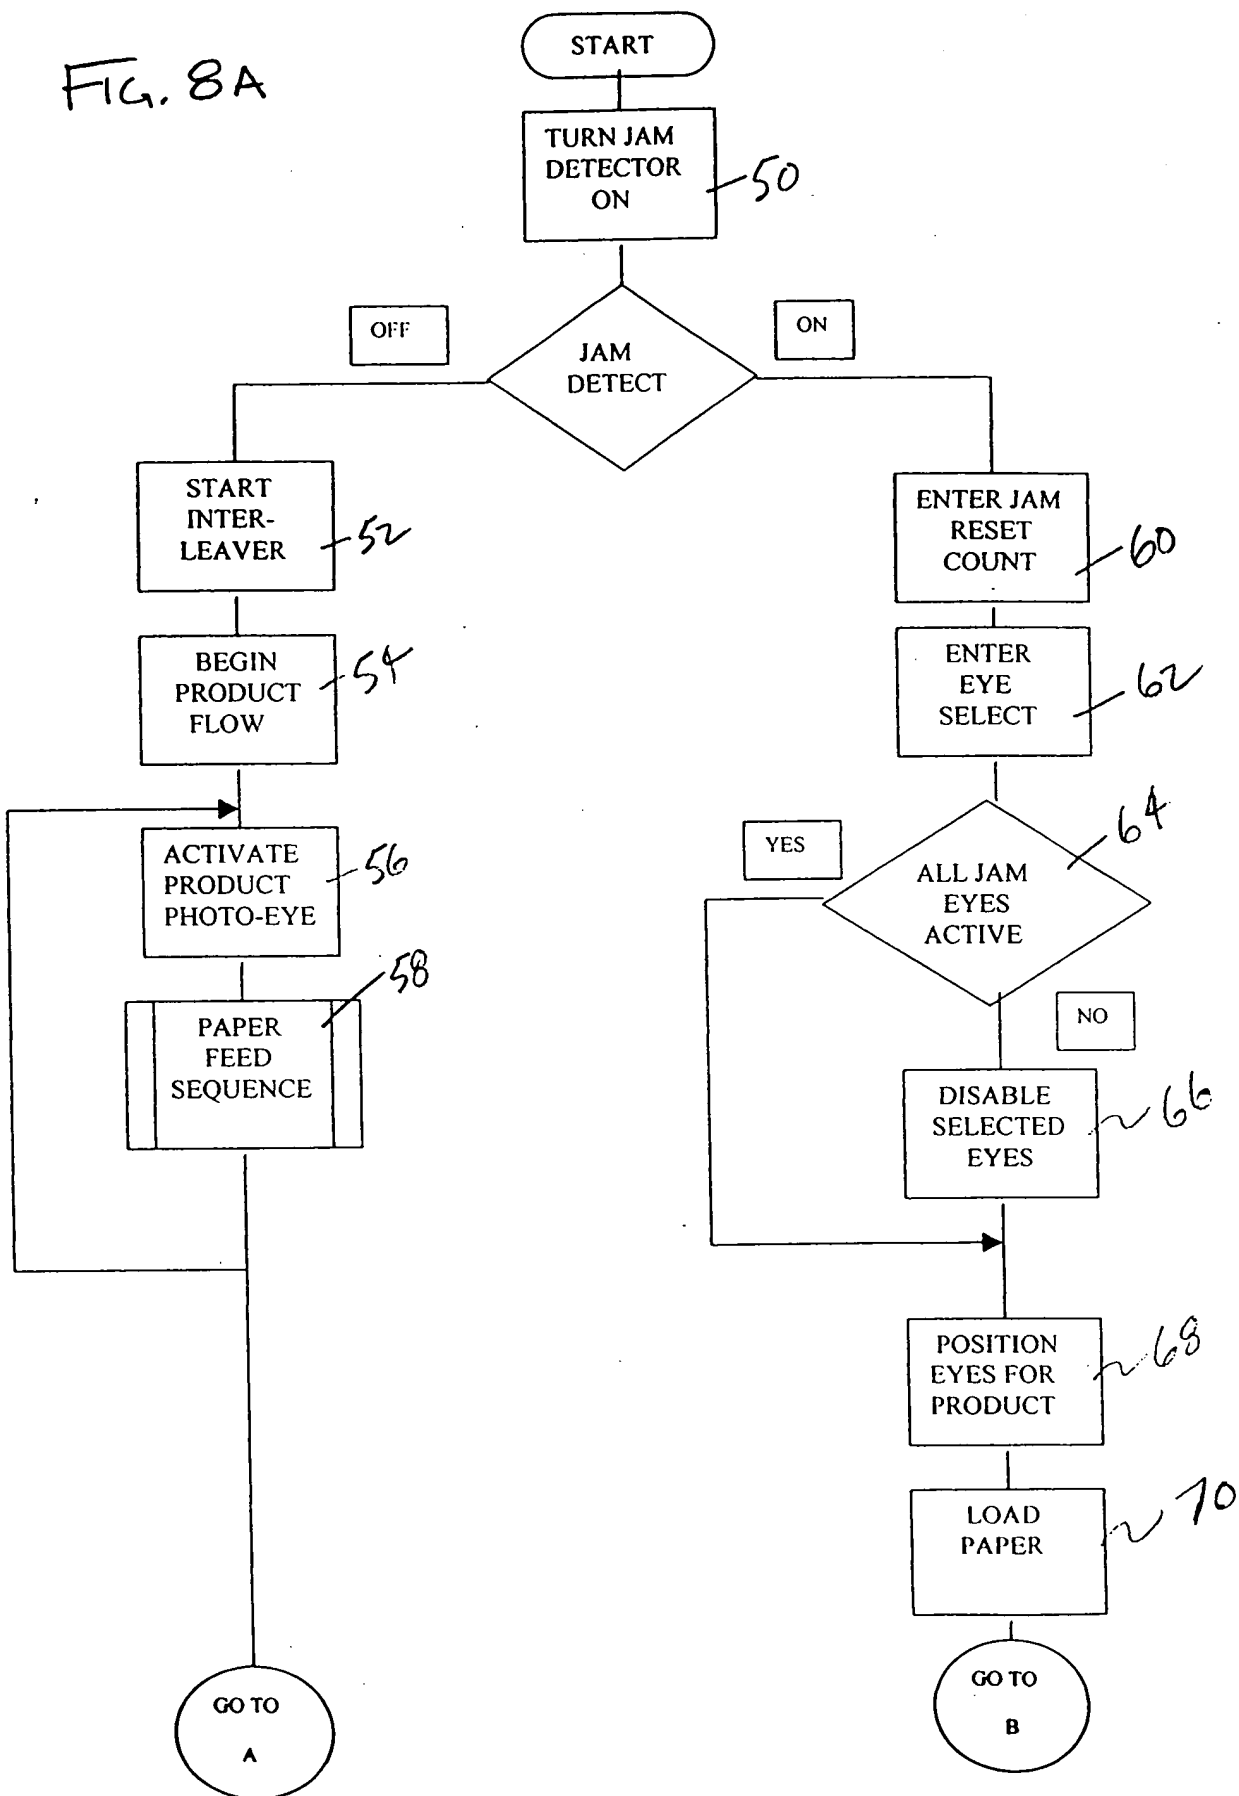 FIG. 8A
START
TURN JAM
DETECTOR
ON
50
OFF
ON
JAM
DETECT
START
INTER-
LEAVER
52
BEGIN
PRODUCT
FLOW
54
ACTIVATE
PRODUCT
PHOTO-EYE
56
PAPER
FEED
SEQUENCE
58
GO TO
A
ENTER JAM
RESET
COUNT
60
ENTER
EYE
SELECT
62
YES
ALL JAM
EYES
ACTIVE
64
NO
DISABLE
SELECTED
EYES
66
POSITION
EYES FOR
PRODUCT
68
LOAD
PAPER
70
GO TO
B